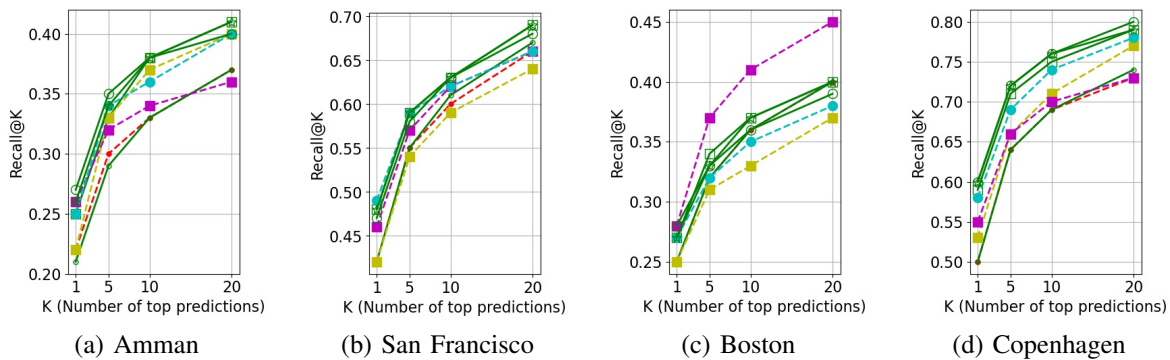 0.40
0.35
0.30
0.25
0.20
Recall@K
1 5 10 20
K (Number of top predictions)
(a) Amman
0.70
0.65
0.60
0.55
0.50
0.45
Recall@K
1 5 10 20
K (Number of top predictions)
(b) San Francisco
0.45
0.40
0.35
0.30
0.25
Recall@K
1 5 10 20
K (Number of top predictions)
(c) Boston
0.80
0.75
0.70
0.65
0.60
0.55
0.50
Recall@K
1 5 10 20
K (Number of top predictions)
(d) Copenhagen